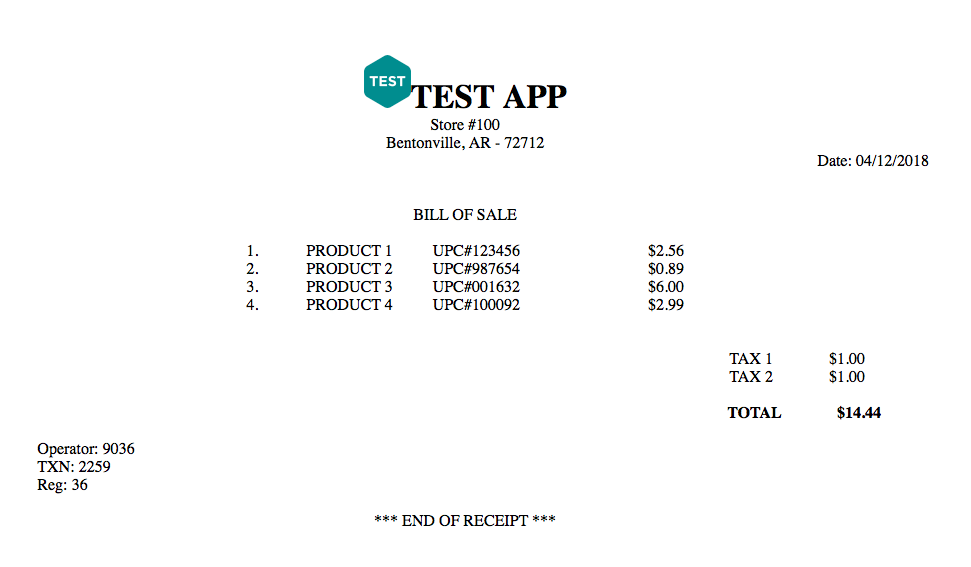 TEST
TEST APP
Store #100
Bentonville, AR - 72712
Date: 04/12/2018
BILL OF SALE
1. PRODUCT 1 UPC#123456 $2.56
2. PRODUCT 2 UPC#987654 $0.89
3. PRODUCT 3 UPC#001632 $6.00
4. PRODUCT 4 UPC#100092 $2.99
TAX 1 $1.00
TAX 2 $1.00
TOTAL $14.44
Operator: 9036
TXN: 2259
Reg: 36
*** END OF RECEIPT ***